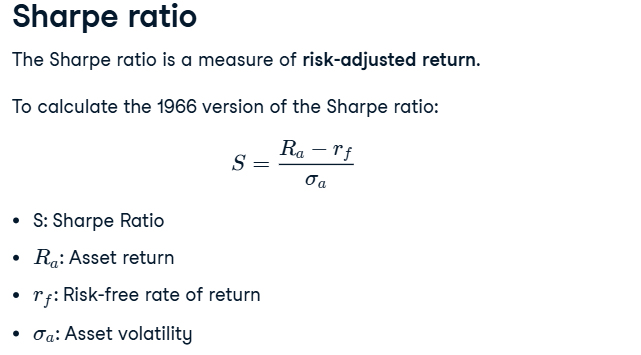 Sharpe ratio
The Sharpe ratio is a measure of risk-adjusted return.
To calculate the 1966 version of the Sharpe ratio:
S = \frac{R_a - r_f}{\sigma_a}
• S: Sharpe Ratio
• R_a: Asset return
• r_f: Risk-free rate of return
• σ_a: Asset volatility